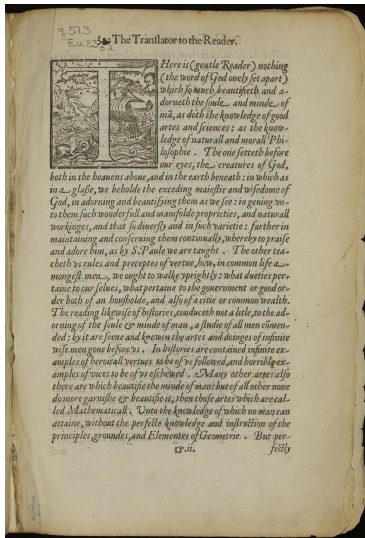 q513
Eu23
The Translator to the Reader.
THere is (gentle Reader) nothing
(the word of God onely set apart)
which so much beautifieth and a-
dorneth the soule and minde of
mã, as doth the knowledge of good
artes and sciences: as the know-
ledge of naturall and morall Phi-
losophie. The one setteth before
our eyes, the creatures of God,
both in the heauens aboue, and in the earth beneath: in which as
in a glasse, we beholde the exceding maiestie and wisedome of
God, in adorning and beautifying them as we see: in geuing vn-
to them such wonderfull and manifolde proprieties, and naturall
workinges, and that so diuersly and in such varietie: farther in
maintaining and conseruing them continually, whereby to praise
and adore him, as by S. Paule we are taught. The other tea-
cheth vs rules and preceptes of vertue, how, in common life a-
mongest men, we ought to walke vprightly: what dueties per-
taine to our selues, what pertaine to the gouernment or good or-
der both of an housholde, and also of a citie or common wealth.
The reading likewise of histories, conduceth not a litle, to the ad-
orning of the soule & minde of man, a studie of all men comen-
ded: by it are seene and knowen the artes and doinges of infinite
wise men gone before vs. In histories are contained infinite ex-
amples of heroicall vertues to be of vs followed, and horrible ex-
amples of vices to be of vs eschewed. Many other artes also
there are which beautifie the minde of man: but of all other none
do more garnishe & beautifie it, then those artes which are cal-
led Mathematicall. Unto the knowledge of which no man can
attaine, without the perfecte knowledge and instruction of the
principles, groundes, and Elementes of Geometrie. But per-
☞.ii.
fectly